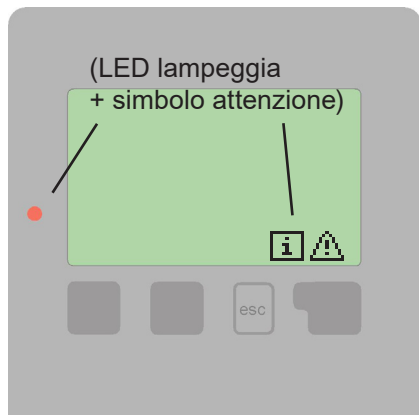 (LED lampeggia
+ simbolo attenzione)
i
esc